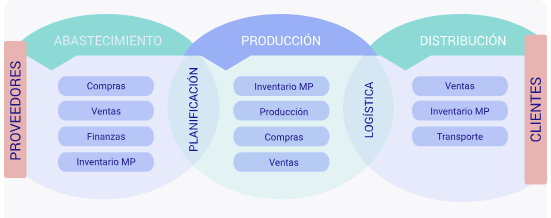 ABASTECIMIENTO
PRODUCCIÓN
DISTRIBUCIÓN
PROVEEDORES
Compras
Ventas
Finanzas
Inventario MP
PLANIFICACIÓN
Inventario MP
Producción
Compras
Ventas
LOGÍSTICA
Ventas
Inventario MP
Transporte
CLIENTES